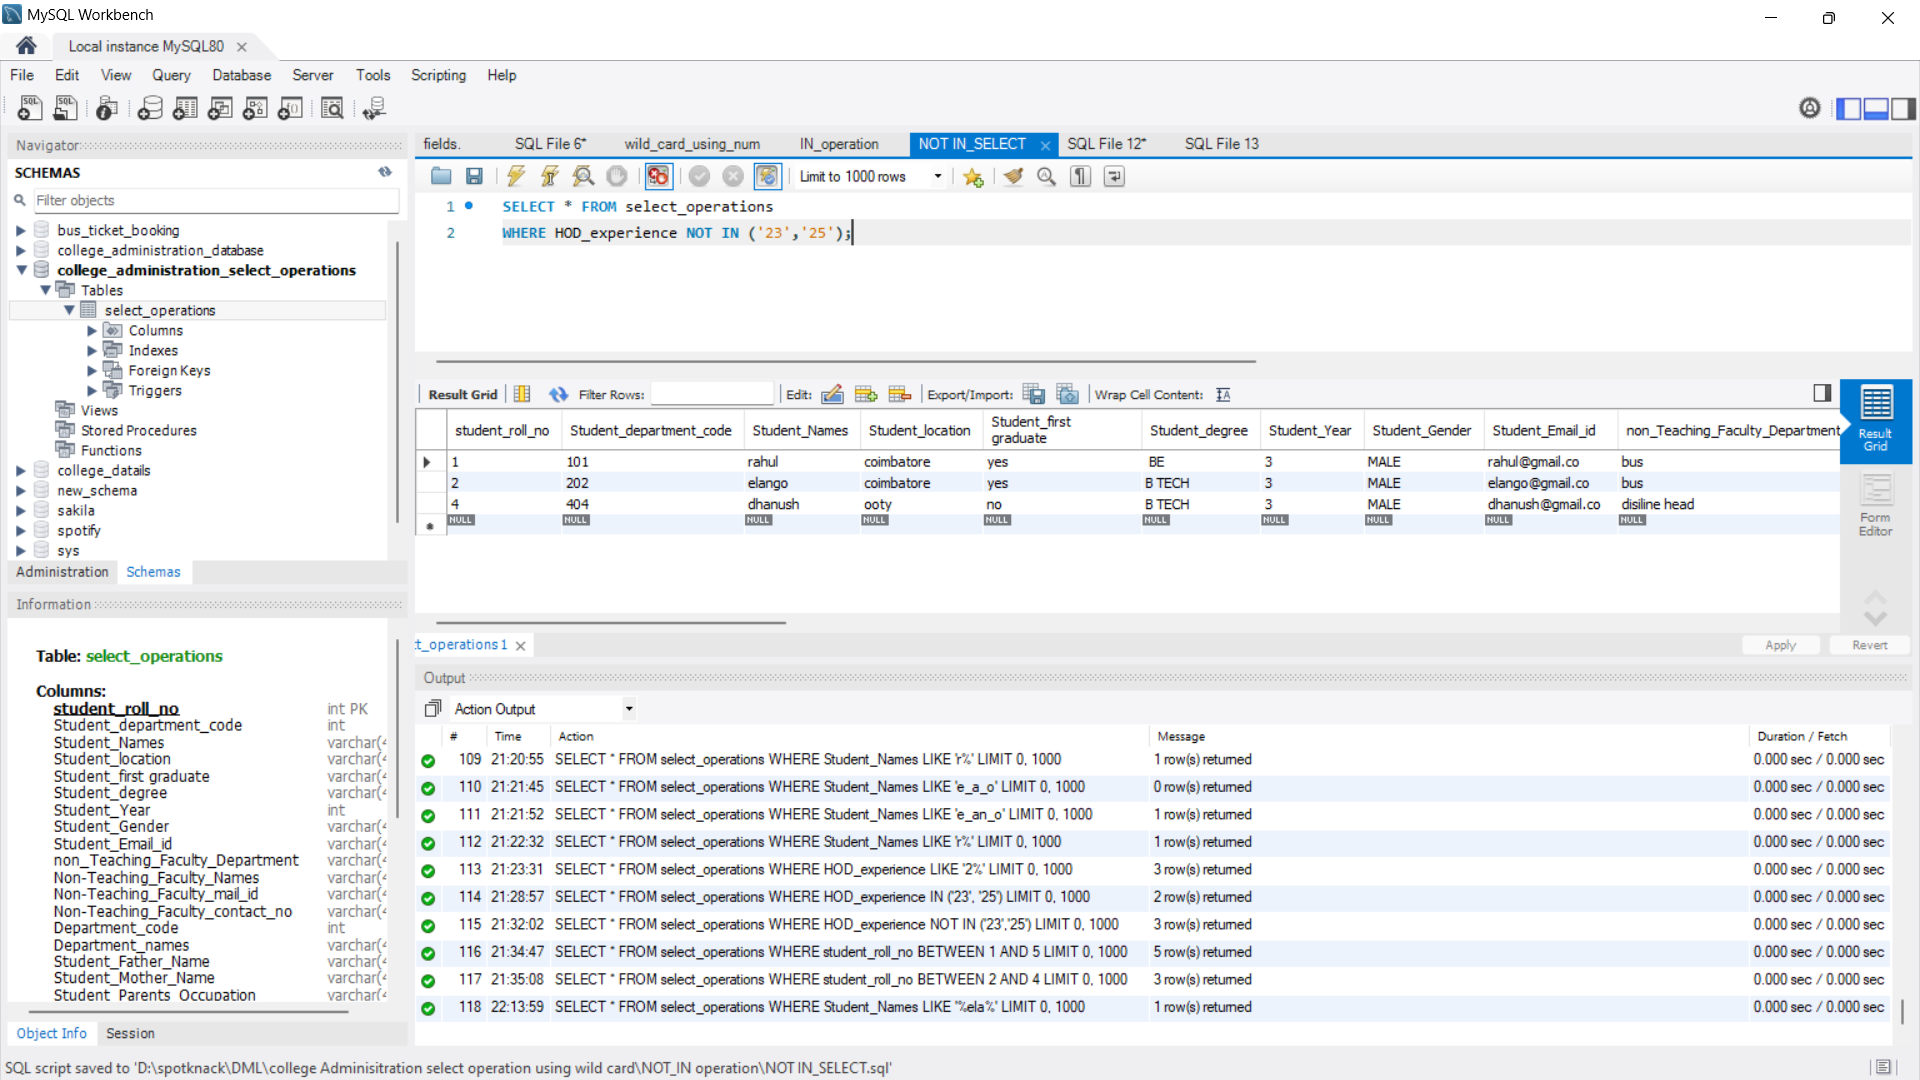 MySQL Workbench
Local instance MySQL80
File Edit View Query Database Server Tools Scripting Help
Navigator
SCHEMAS
Filter objects
bus_ticket_booking
college_administration_database
college_administration_select_operations
Tables
select_operations
Columns
Indexes
Foreign Keys
Triggers
Views
Stored Procedures
Functions
college_datails
new_schema
sakila
spotify
sys
Administration Schemas
Information
Table: select_operations
Columns:
student_roll_no int PK
Student_department_code int
Student_Names varchar(4
Student_location varchar(4
Student_first graduate varchar(4
Student_degree varchar(4
Student_Year int
Student_Gender varchar(4
Student_Email_id varchar(4
non_Teaching_Faculty_Department varchar(4
Non-Teaching_Faculty_Names varchar(4
Non-Teaching_Faculty_mail_id varchar(4
Non-Teaching_Faculty_contact_no varchar(4
Department_code int
Department_names varchar(4
Student_Father_Name varchar(4
Student_Mother_Name varchar(4
Student_Parents_Occupation varchar(4
Object Info Session
fields. SQL File 6* wild_card_using_num IN_operation NOT IN_SELECT SQL File 12* SQL File 13
Limit to 1000 rows
1 SELECT * FROM select_operations
2 WHERE HOD_experience NOT IN ('23','25');
Result Grid Filter Rows: Edit: Export/Import: Wrap Cell Content:
student_roll_no Student_department_code Student_Names Student_location Student_first graduate Student_degree Student_Year Student_Gender Student_Email_id non_Teaching_Faculty_Department
1 101 rahul coimbatore yes BE 3 MALE rahul@gmail.co bus
2 202 elango coimbatore yes B TECH 3 MALE elango@gmail.co bus
4 404 dhanush ooty no B TECH 3 MALE dhanush@gmail.co disiline head
NULL NULL NULL NULL NULL NULL NULL NULL NULL NULL
Result Grid
Form Editor
t_operations 1
Apply Revert
Output
Action Output
# Time Action Message Duration / Fetch
109 21:20:55 SELECT * FROM select_operations WHERE Student_Names LIKE 'r%' LIMIT 0, 1000 1 row(s) returned 0.000 sec / 0.000 sec
110 21:21:45 SELECT * FROM select_operations WHERE Student_Names LIKE 'e_a_o' LIMIT 0, 1000 0 row(s) returned 0.000 sec / 0.000 sec
111 21:21:52 SELECT * FROM select_operations WHERE Student_Names LIKE 'e_an_o' LIMIT 0, 1000 1 row(s) returned 0.000 sec / 0.000 sec
112 21:22:32 SELECT * FROM select_operations WHERE Student_Names LIKE 'r%' LIMIT 0, 1000 1 row(s) returned 0.000 sec / 0.000 sec
113 21:23:31 SELECT * FROM select_operations WHERE HOD_experience LIKE '2%' LIMIT 0, 1000 3 row(s) returned 0.000 sec / 0.000 sec
114 21:28:57 SELECT * FROM select_operations WHERE HOD_experience IN ('23', '25') LIMIT 0, 1000 2 row(s) returned 0.000 sec / 0.000 sec
115 21:32:02 SELECT * FROM select_operations WHERE HOD_experience NOT IN ('23','25') LIMIT 0, 1000 3 row(s) returned 0.000 sec / 0.000 sec
116 21:34:47 SELECT * FROM select_operations WHERE student_roll_no BETWEEN 1 AND 5 LIMIT 0, 1000 5 row(s) returned 0.000 sec / 0.000 sec
117 21:35:08 SELECT * FROM select_operations WHERE student_roll_no BETWEEN 2 AND 4 LIMIT 0, 1000 3 row(s) returned 0.000 sec / 0.000 sec
118 22:13:59 SELECT * FROM select_operations WHERE Student_Names LIKE '%ela%' LIMIT 0, 1000 1 row(s) returned 0.000 sec / 0.000 sec
SQL script saved to 'D:\spotknack\DML\college Adminisitration select operation using wild card\NOT_IN operation\NOT IN_SELECT.sql'